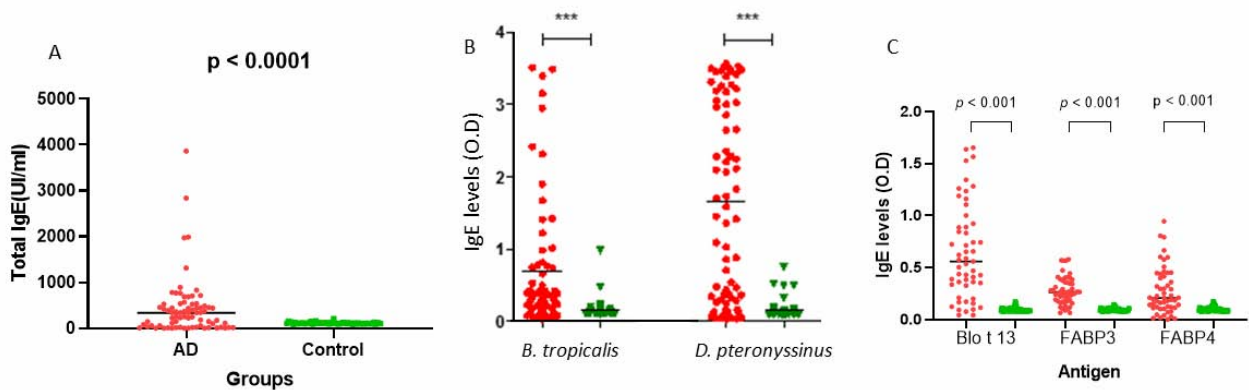 A
p < 0.0001
Total IgE(UI/ml)
5000
4000
3000
2000
1000
0
AD
Control
Groups
B
***
***
IgE levels (O.D)
4
3
2
1
0
B. tropicalis
D. pteronyssinus
C
p < 0.001
p < 0.001
p < 0.001
IgE levels (O.D)
2.0
1.5
1.0
0.5
0.0
Blo t 13
FABP3
FABP4
Antigen